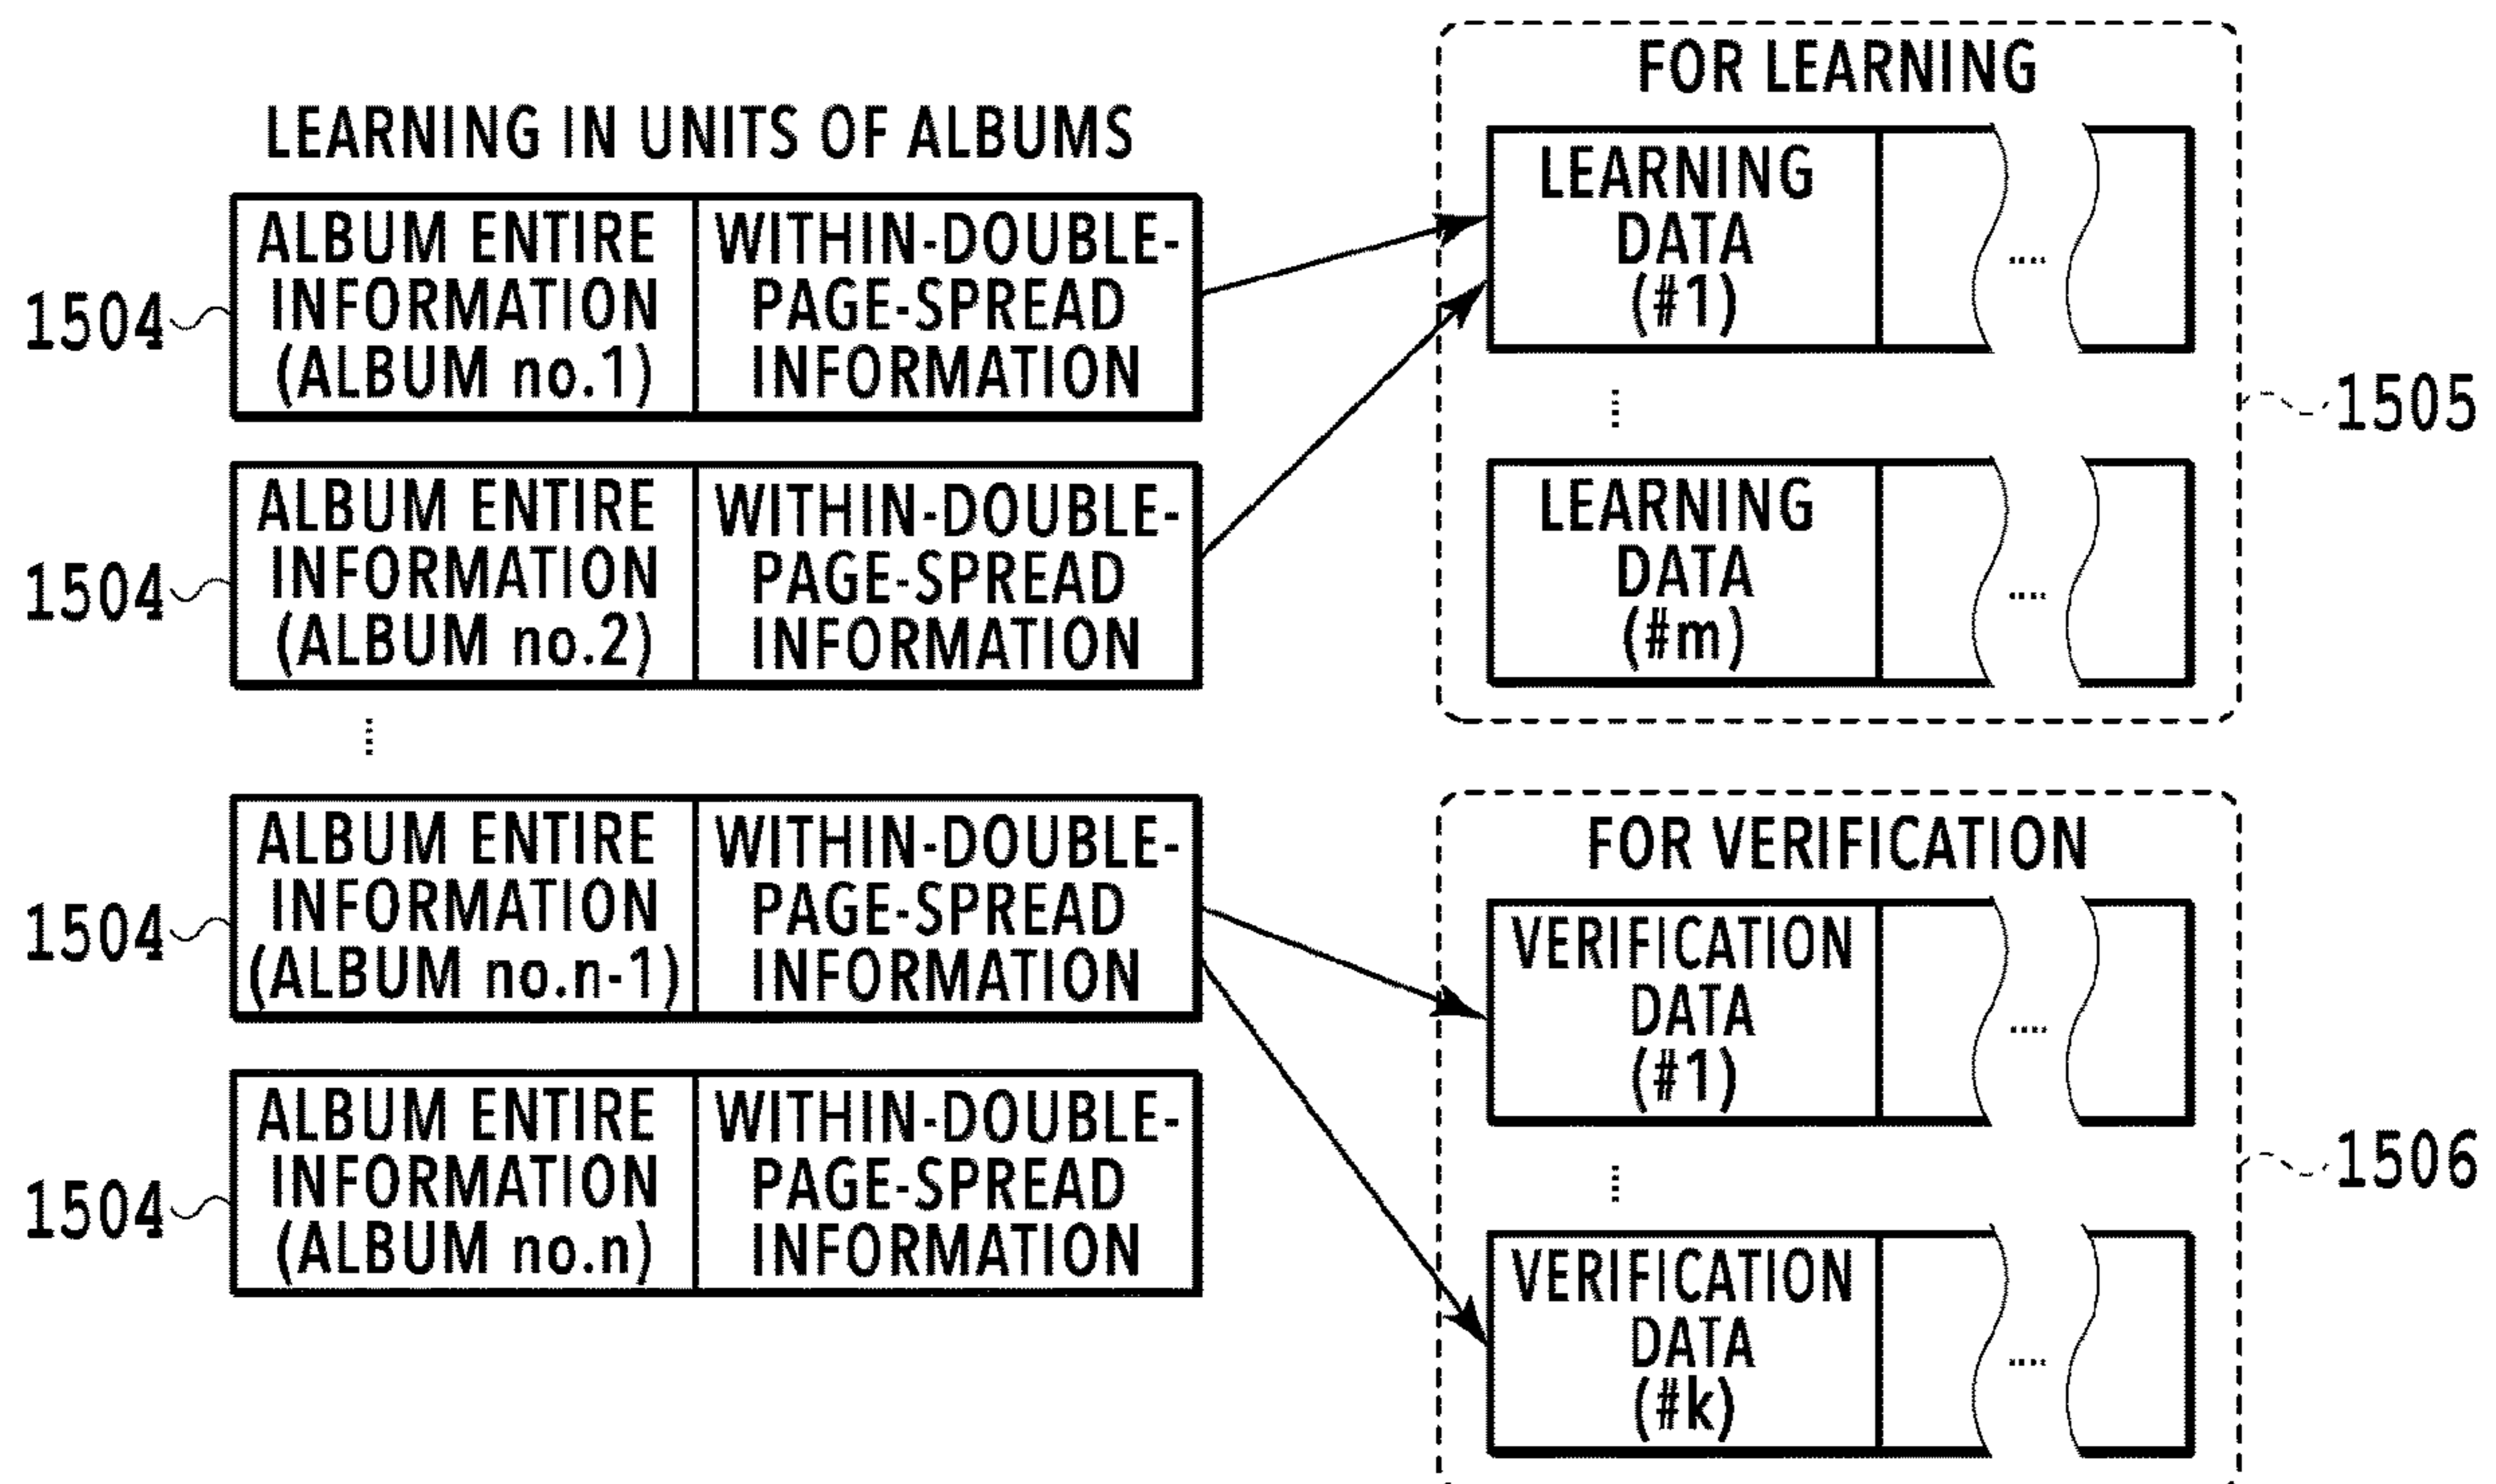 LEARNING IN UNITS OF ALBUMS
1504
ALBUM ENTIRE
INFORMATION
(ALBUM no.1)
WITHIN-DOUBLE-
PAGE-SPREAD
INFORMATION
1504
ALBUM ENTIRE
INFORMATION
(ALBUM no.2)
WITHIN-DOUBLE-
PAGE-SPREAD
INFORMATION
1504
ALBUM ENTIRE
INFORMATION
(ALBUM no.n-1)
WITHIN-DOUBLE-
PAGE-SPREAD
INFORMATION
1504
ALBUM ENTIRE
INFORMATION
(ALBUM no.n)
WITHIN-DOUBLE-
PAGE-SPREAD
INFORMATION
FOR LEARNING
LEARNING
DATA
(#1)
LEARNING
DATA
(#m)
1505
FOR VERIFICATION
VERIFICATION
DATA
(#1)
VERIFICATION
DATA
(#k)
1506